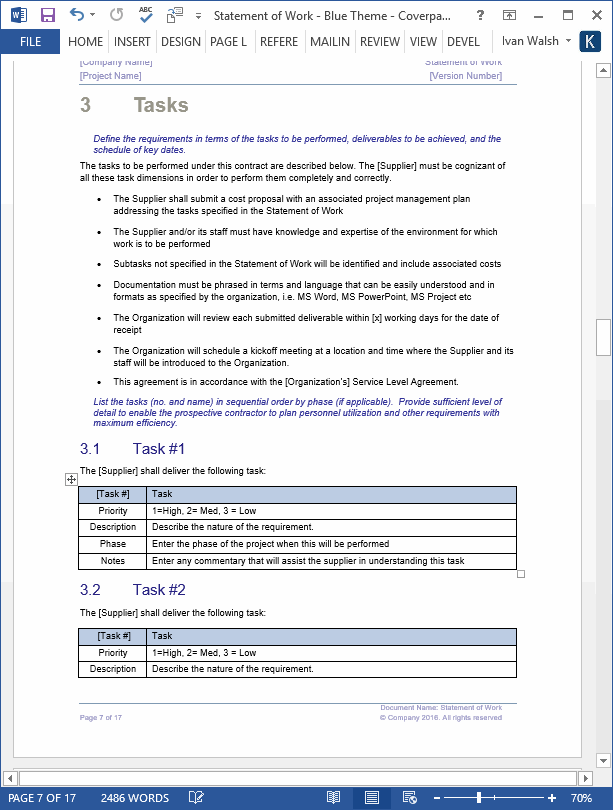 ABC
Statement of Work - Blue Theme - Coverpa...
?
FILE HOME INSERT DESIGN PAGE L REFERE MAILIN REVIEW VIEW DEVEL Ivan Walsh K
[Company Name] Statement of Work
[Project Name] [Version Number]
3 Tasks
Define the requirements in terms of the tasks to be performed, deliverables to be achieved, and the
schedule of key dates.
The tasks to be performed under this contract are described below. The [Supplier] must be cognizant of
all these task dimensions in order to perform them completely and correctly.
• The Supplier shall submit a cost proposal with an associated project management plan
addressing the tasks specified in the Statement of Work
• The Supplier and/or its staff must have knowledge and expertise of the environment for which
work is to be performed
• Subtasks not specified in the Statement of Work will be identified and include associated costs
• Documentation must be phrased in terms and language that can be easily understood and in
formats as specified by the organization, i.e. MS Word, MS PowerPoint, MS Project etc
• The Organization will review each submitted deliverable within [x] working days for the date of
receipt
• The Organization will schedule a kickoff meeting at a location and time where the Supplier and its
staff will be introduced to the Organization.
• This agreement is in accordance with the [Organization's] Service Level Agreement.
List the tasks (no. and name) in sequential order by phase (if applicable). Provide sufficient level of
detail to enable the prospective contractor to plan personnel utilization and other requirements with
maximum efficiency.
3.1 Task #1
The [Supplier] shall deliver the following task:
[Task #] Task
Priority 1=High, 2= Med, 3 = Low
Description Describe the nature of the requirement.
Phase Enter the phase of the project when this will be performed
Notes Enter any commentary that will assist the supplier in understanding this task
3.2 Task #2
The [Supplier] shall deliver the following task:
[Task #] Task
Priority 1=High, 2= Med, 3 = Low
Description Describe the nature of the requirement.
Document Name: Statement of Work
Page 7 of 17 © Company 2016. All rights reserved
PAGE 7 OF 17 2486 WORDS 70%